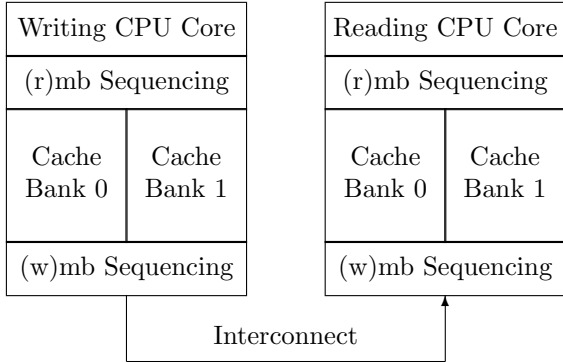 Writing CPU Core
(r)mb Sequencing
Cache
Bank 0
Cache
Bank 1
(w)mb Sequencing
Reading CPU Core
(r)mb Sequencing
Cache
Bank 0
Cache
Bank 1
(w)mb Sequencing
Interconnect